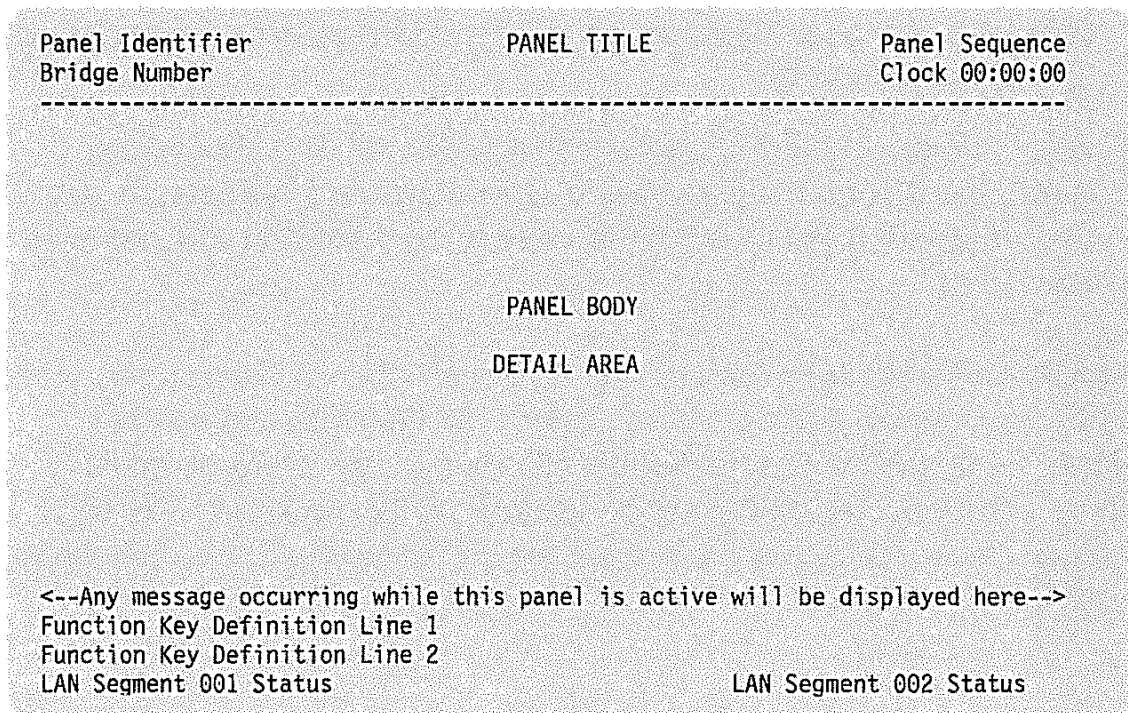 Panel Identifier PANEL TITLE Panel Sequence
Bridge Number Clock 00:00:00
--------------------------------------------------------------------------------
PANEL BODY
DETAIL AREA
<--Any message occurring while this panel is active will be displayed here-->
Function Key Definition Line 1
Function Key Definition Line 2
LAN Segment 001 Status LAN Segment 002 Status